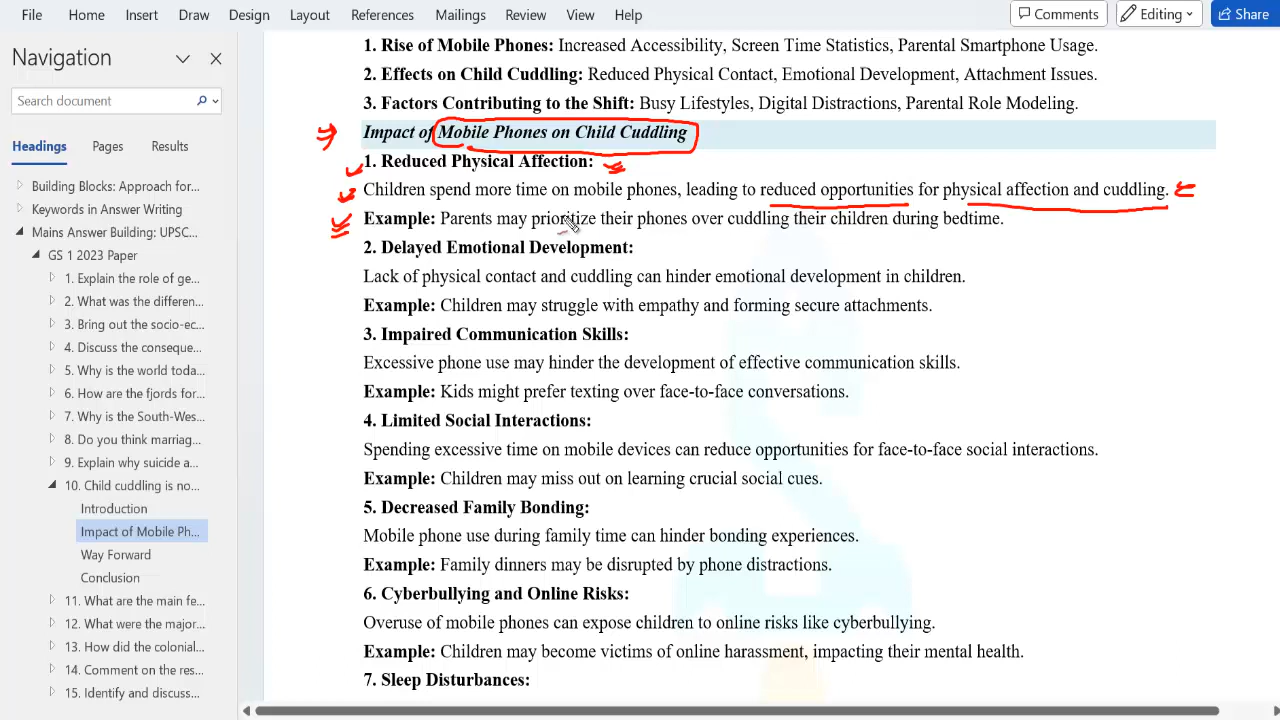 File Home Insert Draw Design Layout References Mailings Review View Help Comments Editing Share
Navigation
Search document
Headings Pages Results
Building Blocks: Approach for...
Keywords in Answer Writing
Mains Answer Building: UPSC...
GS 1 2023 Paper
1. Explain the role of ge...
2. What was the differen...
3. Bring out the socio-ec...
4. Discuss the conseque...
5. Why is the world toda...
6. How are the fjords for...
7. Why is the South-Wes...
8. Do you think marriag...
9. Explain why suicide a...
10. Child cuddling is no...
Introduction
Impact of Mobile Ph...
Way Forward
Conclusion
11. What are the main fe...
12. What were the major...
13. How did the colonial...
14. Comment on the res...
15. Identify and discuss...
1. Rise of Mobile Phones: Increased Accessibility, Screen Time Statistics, Parental Smartphone Usage.
2. Effects on Child Cuddling: Reduced Physical Contact, Emotional Development, Attachment Issues.
3. Factors Contributing to the Shift: Busy Lifestyles, Digital Distractions, Parental Role Modeling.
Impact of Mobile Phones on Child Cuddling
1. Reduced Physical Affection:
Children spend more time on mobile phones, leading to reduced opportunities for physical affection and cuddling.
Example: Parents may prioritize their phones over cuddling their children during bedtime.
2. Delayed Emotional Development:
Lack of physical contact and cuddling can hinder emotional development in children.
Example: Children may struggle with empathy and forming secure attachments.
3. Impaired Communication Skills:
Excessive phone use may hinder the development of effective communication skills.
Example: Kids might prefer texting over face-to-face conversations.
4. Limited Social Interactions:
Spending excessive time on mobile devices can reduce opportunities for face-to-face social interactions.
Example: Children may miss out on learning crucial social cues.
5. Decreased Family Bonding:
Mobile phone use during family time can hinder bonding experiences.
Example: Family dinners may be disrupted by phone distractions.
6. Cyberbullying and Online Risks:
Overuse of mobile phones can expose children to online risks like cyberbullying.
Example: Children may become victims of online harassment, impacting their mental health.
7. Sleep Disturbances: